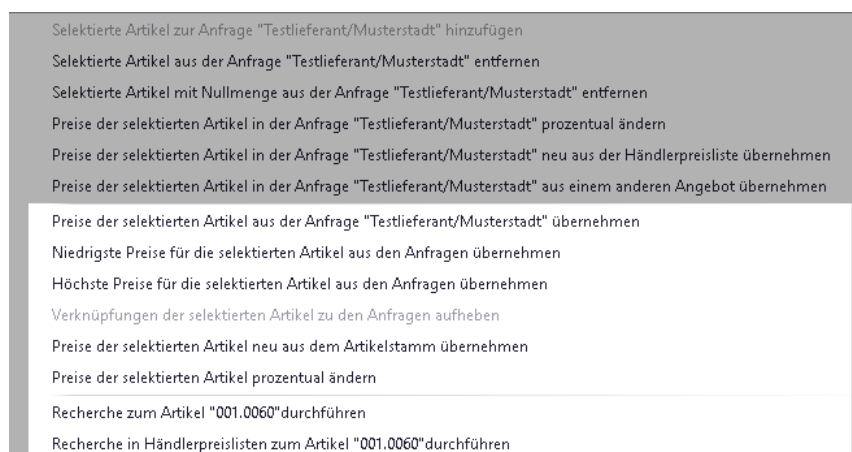 Selektierte Artikel zur Anfrage "Testlieferant/Musterstadt" hinzufügen
Selektierte Artikel aus der Anfrage "Testlieferant/Musterstadt" entfernen
Selektierte Artikel mit Nullmenge aus der Anfrage "Testlieferant/Musterstadt" entfernen
Preise der selektierten Artikel in der Anfrage "Testlieferant/Musterstadt" prozentual ändern
Preise der selektierten Artikel in der Anfrage "Testlieferant/Musterstadt" neu aus der Händlerpreisliste übernehmen
Preise der selektierten Artikel in der Anfrage "Testlieferant/Musterstadt" aus einem anderen Angebot übernehmen
Preise der selektierten Artikel aus der Anfrage "Testlieferant/Musterstadt" übernehmen
Niedrigste Preise für die selektierten Artikel aus den Anfragen übernehmen
Höchste Preise für die selektierten Artikel aus den Anfragen übernehmen
Verknüpfungen der selektierten Artikel zu den Anfragen aufheben
Preise der selektierten Artikel neu aus dem Artikelstamm übernehmen
Preise der selektierten Artikel prozentual ändern
Recherche zum Artikel "001.0060"durchführen
Recherche in Händlerpreislisten zum Artikel "001.0060"durchführen